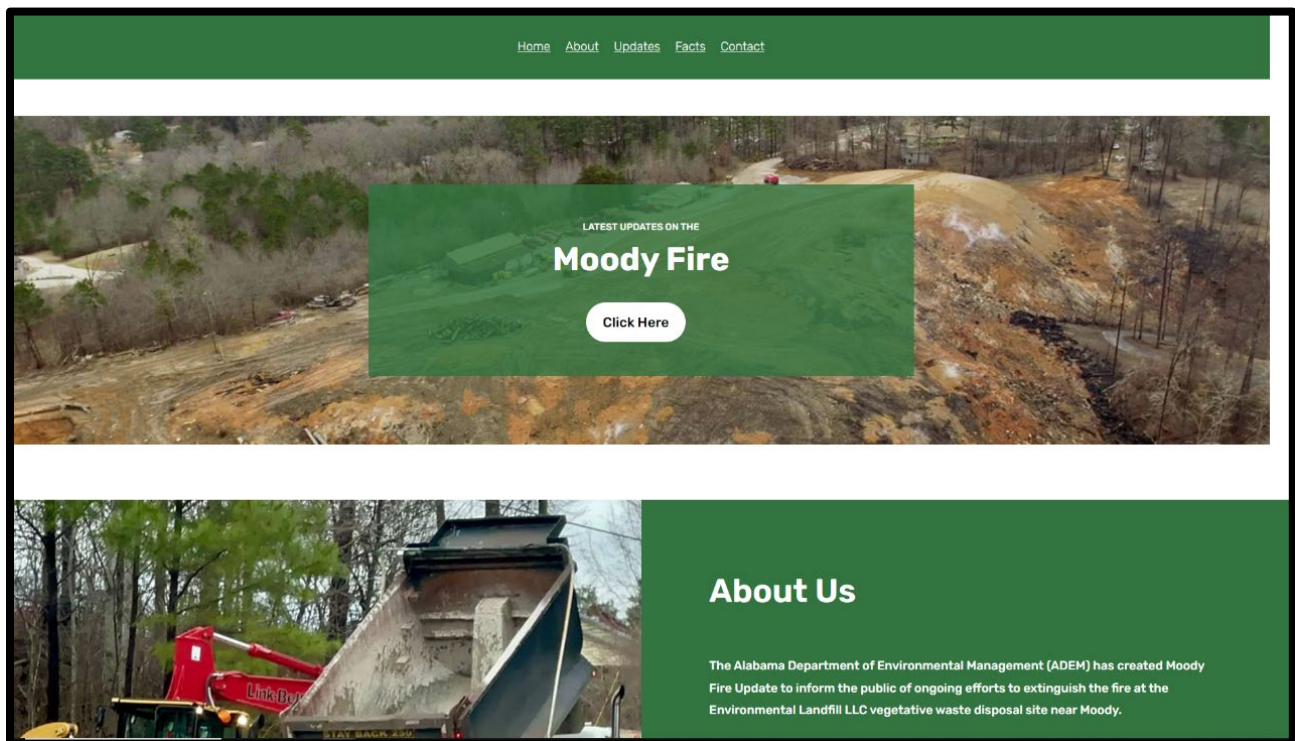 Home About Updates Facts Contact
LATEST UPDATES ON THE
Moody Fire
Click Here
About Us
The Alabama Department of Environmental Management (ADEM) has created Moody
Fire Update to inform the public of ongoing efforts to extinguish the fire at the
Environmental Landfill LLC vegetative waste disposal site near Moody.
Link-Belt
STAY BACK 250